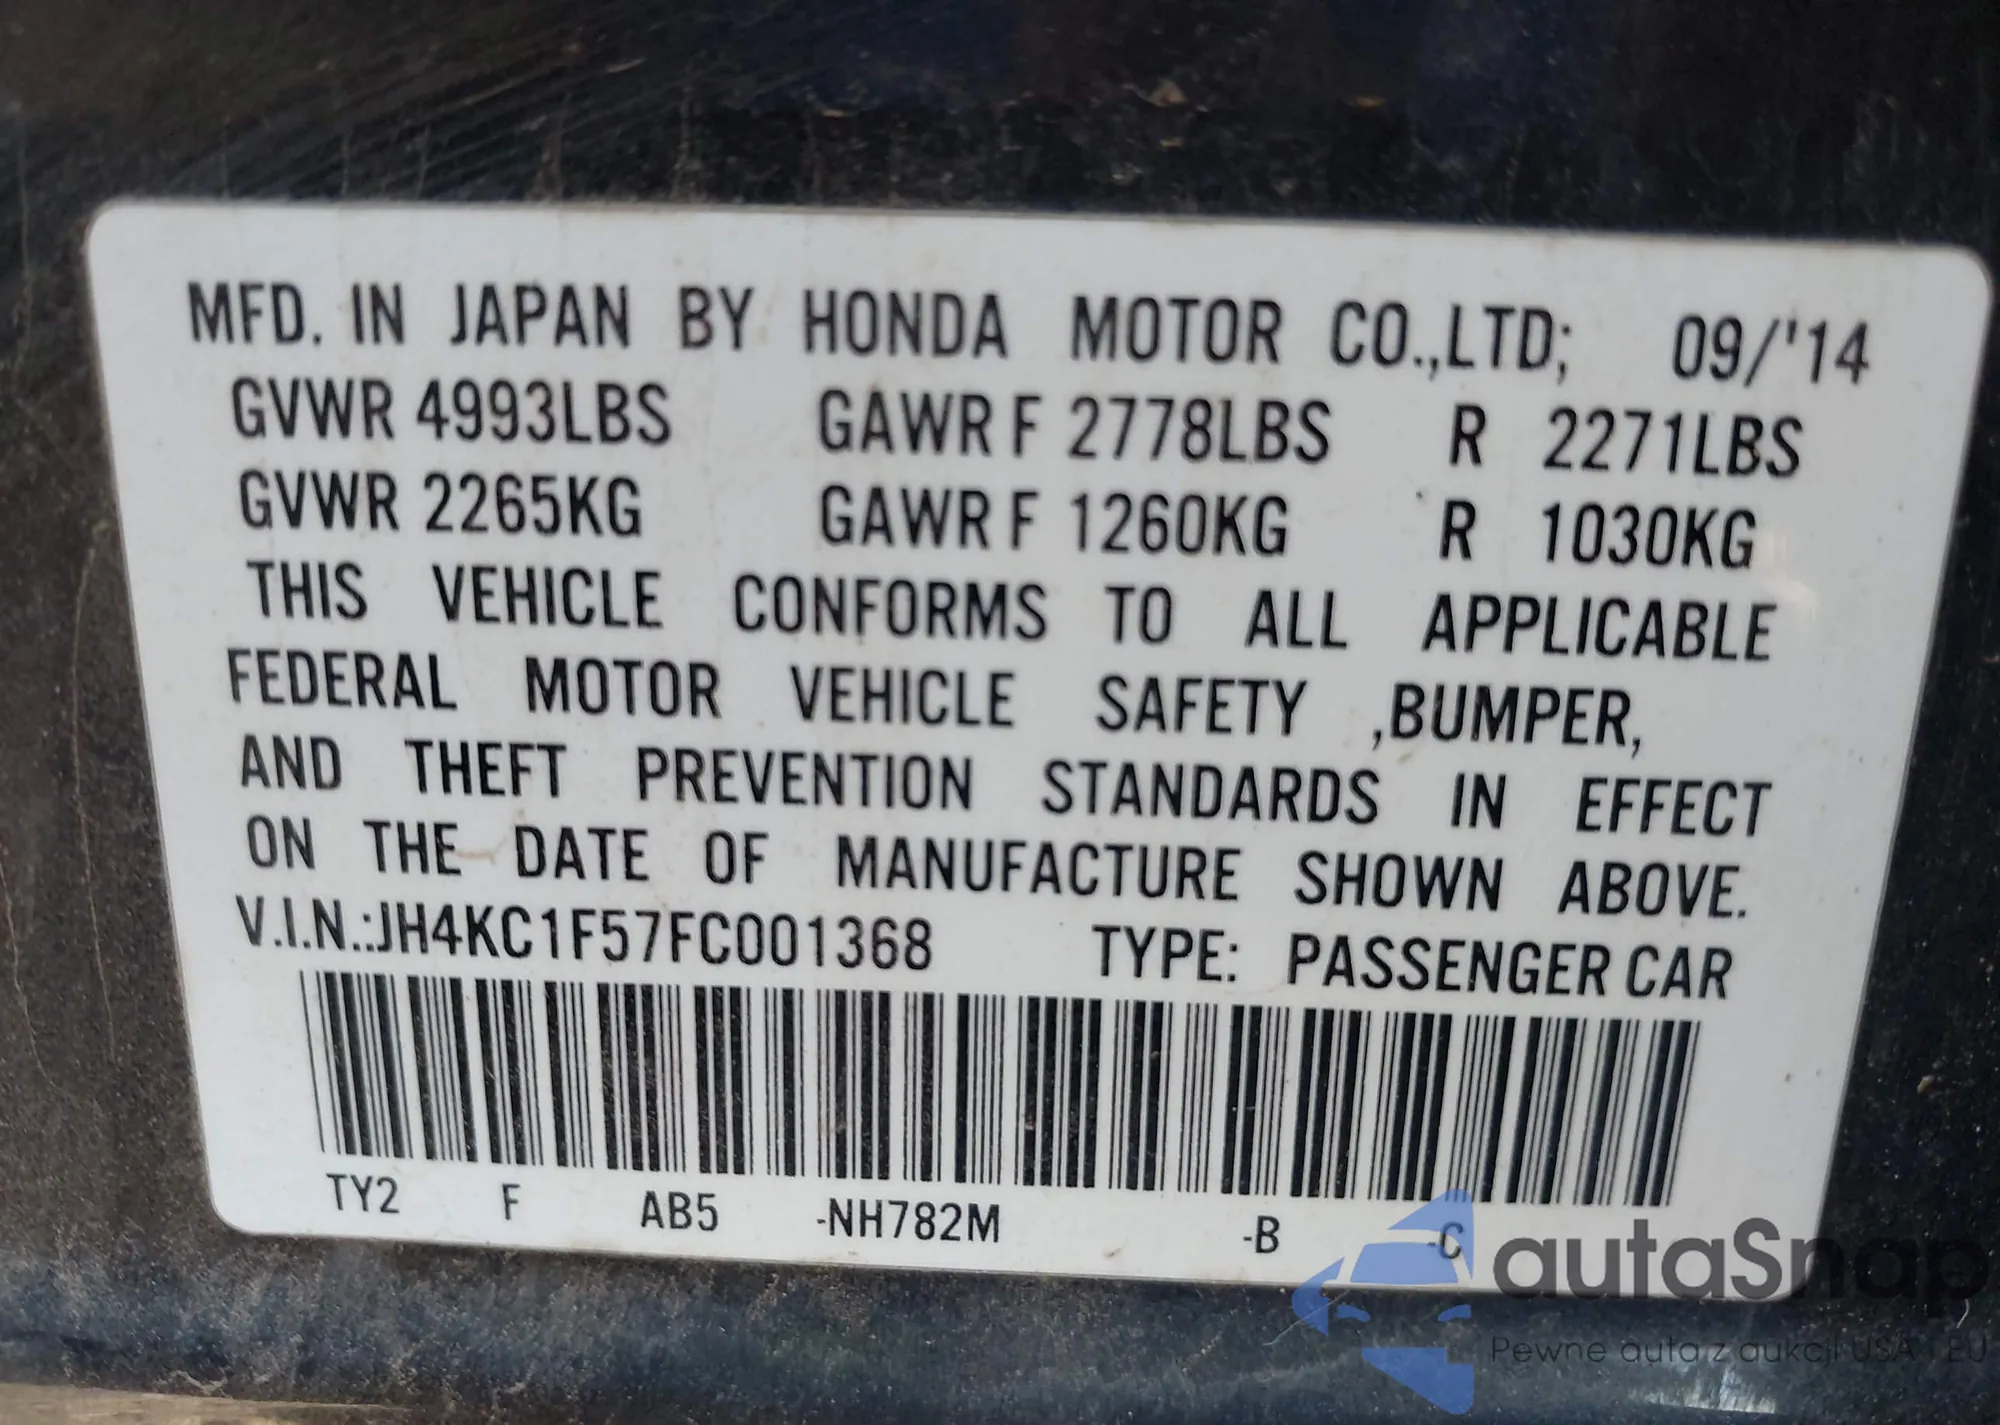 MFD. IN JAPAN BY HONDA MOTOR CO.,LTD; 09/'14
GVWR 4993LBS GAWR F 2778LBS R 2271LBS
GVWR 2265KG GAWR F 1260KG R 1030KG
THIS VEHICLE CONFORMS TO ALL APPLICABLE
FEDERAL MOTOR VEHICLE SAFETY ,BUMPER,
AND THEFT PREVENTION STANDARDS IN EFFECT
ON THE DATE OF MANUFACTURE SHOWN ABOVE.
V.I.N.:JH4KC1F57FC001368 TYPE: PASSENGER CAR
TY2 F AB5 -NH782M -B -C
autaSnap
Pewne auta z aukcji USA i EU